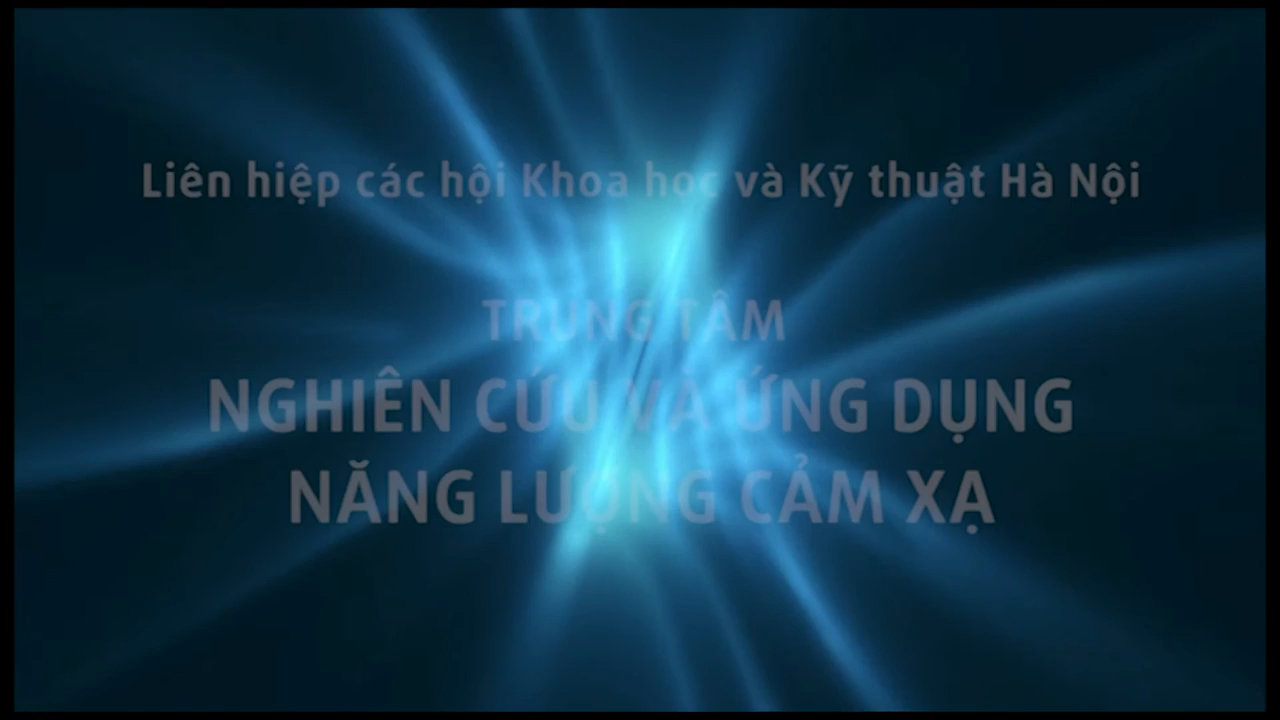 Liên hiệp các hội Khoa học và Kỹ thuật Hà Nội
TRUNG TÂM
NGHIÊN CỨU VÀ ỨNG DỤNG
NĂNG LƯỢNG CẢM XẠ